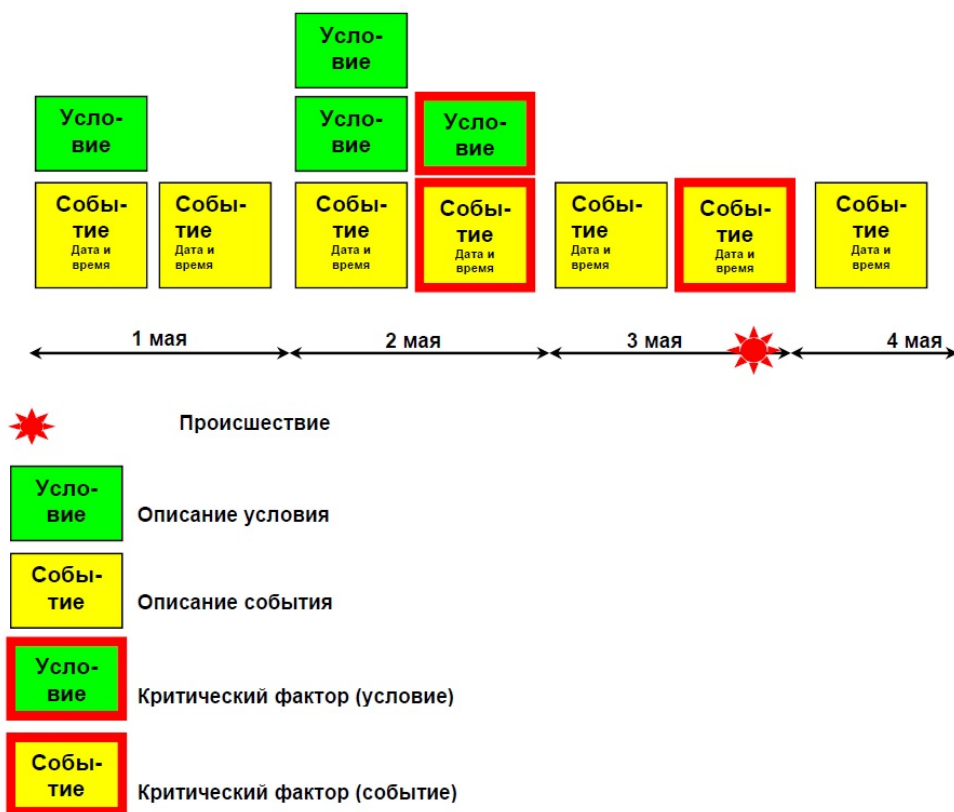 Усло-
вие
Усло-
вие
Усло-
вие
Усло-
вие
Собы-
тие
Дата и
время
Собы-
тие
Дата и
время
Собы-
тие
Дата и
время
Собы-
тие
Дата и
время
Собы-
тие
Дата и
время
Собы-
тие
Дата и
время
Собы-
тие
Дата и
время
1 мая
2 мая
3 мая
4 мая
Происшествие
Усло-
вие
Описание условия
Собы-
тие
Описание события
Усло-
вие
Критический фактор (условие)
Собы-
тие
Критический фактор (событие)